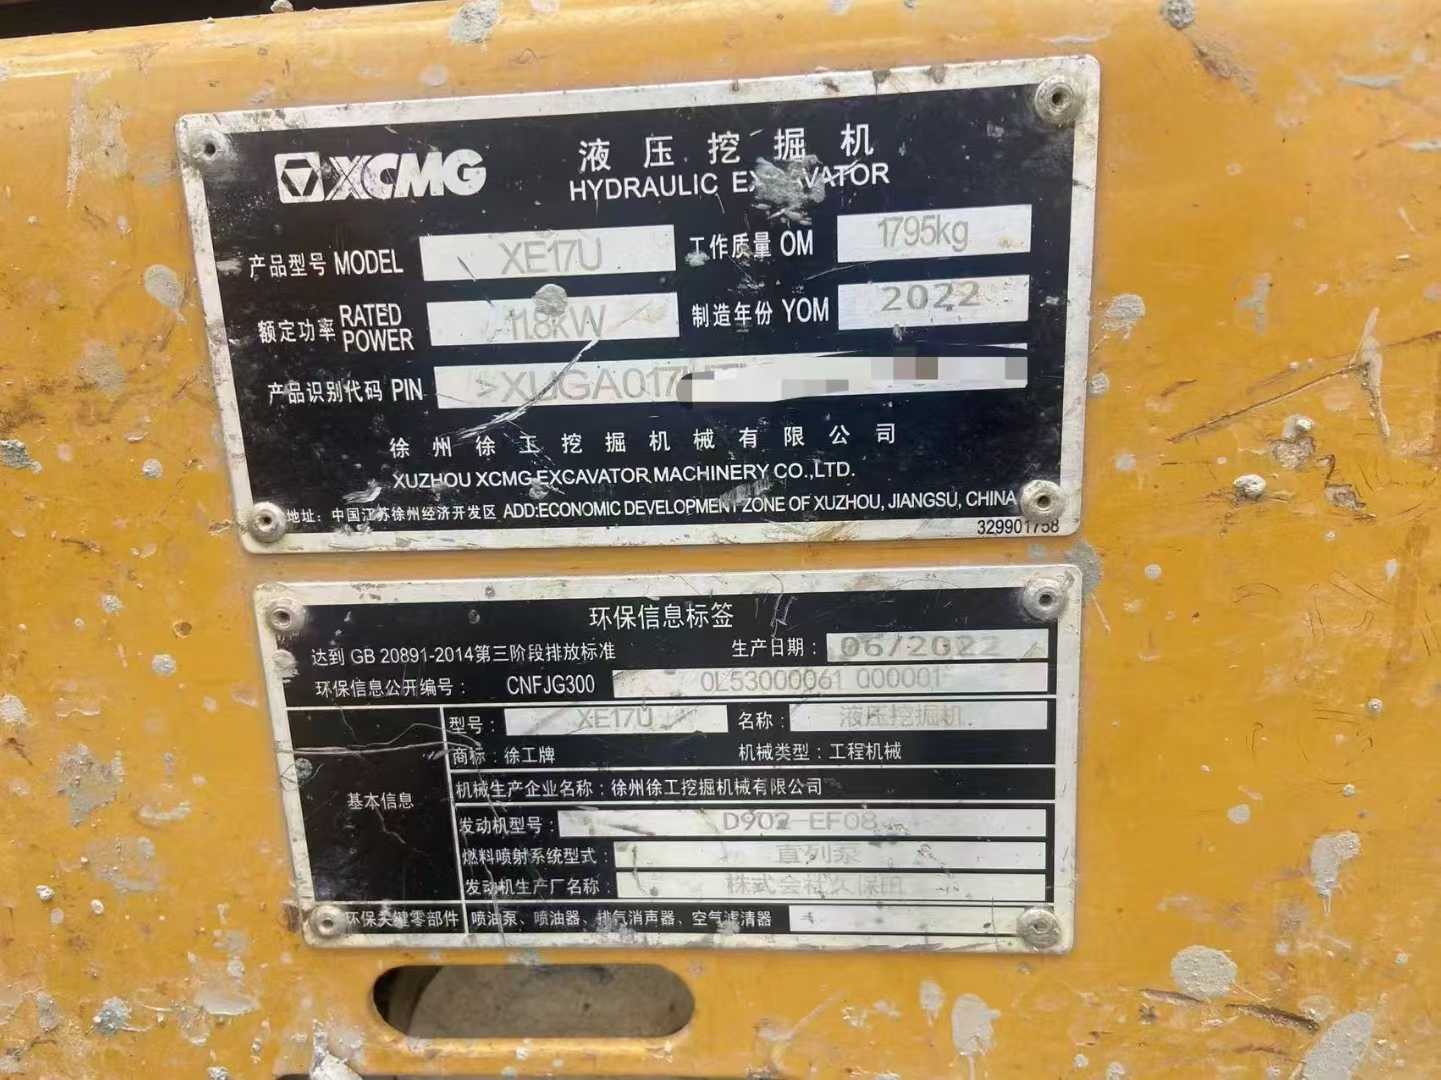 XCMG
液压挖掘机
HYDRAULIC EXCAVATOR
产品型号 MODEL XE17U 工作质量 OM 1795kg
额定功率 RATED POWER 11.8kW 制造年份 YOM 2022
产品识别代码 PIN >XUGA017
徐州徐工挖掘机械有限公司
XUZHOU XCMG EXCAVATOR MACHINERY CO.,LTD.
地址：中国江苏徐州经济开发区 ADD:ECONOMIC DEVELOPMENT ZONE OF XUZHOU, JIANGSU, CHINA
329901758
环保信息标签
达到 GB 20891-2014第三阶段排放标准 生产日期： 06/2022
环保信息公开编号： CNFJG300 0L53000061 000001
基本信息
型号： XE17U 名称： 液压挖掘机
商标：徐工牌 机械类型：工程机械
机械生产企业名称：徐州徐工挖掘机械有限公司
发动机型号： D902-EF08
燃料喷射系统型式： 直列泵
发动机生产厂名称： 株式会社久保田
环保关键零部件 喷油泵、喷油器、排气消声器、空气滤清器